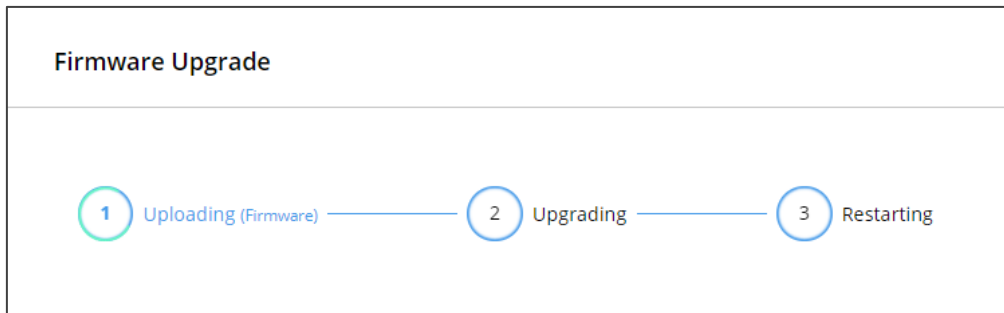 Firmware Upgrade
1 Uploading (Firmware) 2 Upgrading 3 Restarting